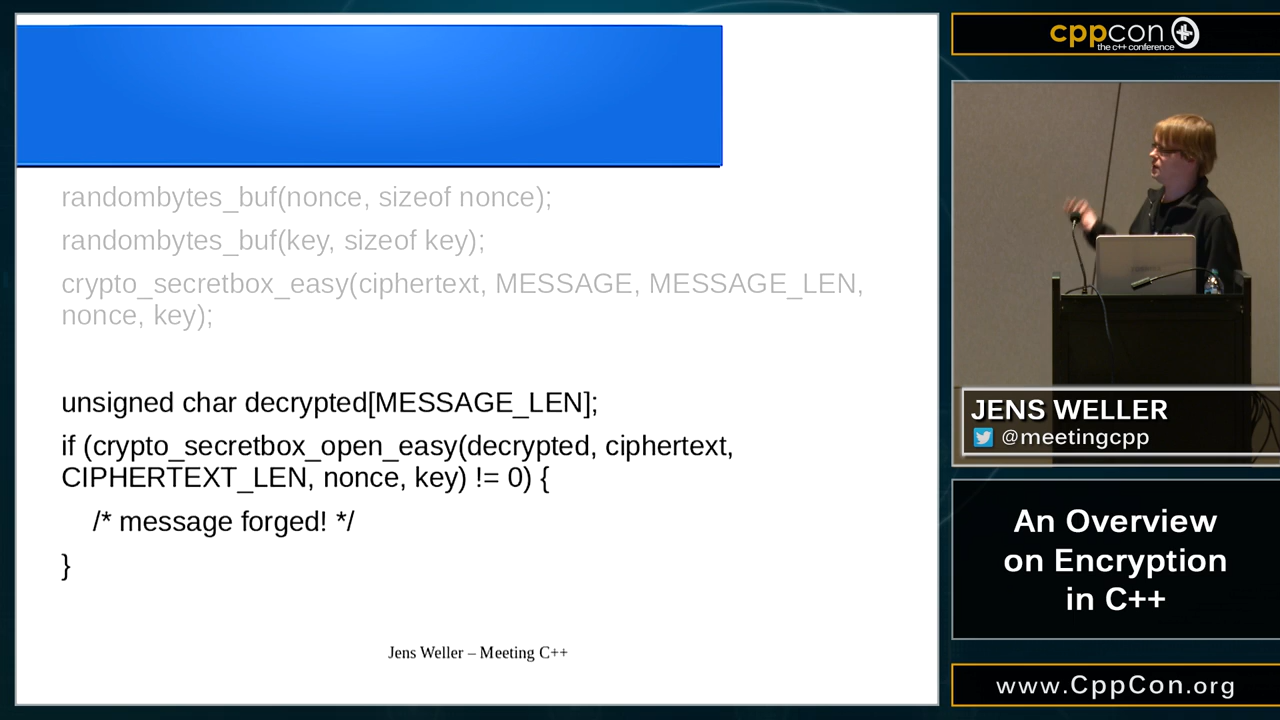 randombytes_buf(nonce, sizeof nonce);
randombytes_buf(key, sizeof key);
crypto_secretbox_easy(ciphertext, MESSAGE, MESSAGE_LEN,
nonce, key);
unsigned char decrypted[MESSAGE_LEN];
if (crypto_secretbox_open_easy(decrypted, ciphertext,
CIPHERTEXT_LEN, nonce, key) != 0) {
/* message forged! */
}
Jens Weller – Meeting C++
cppcon
the c++ conference
JENS WELLER
@meetingcpp
An Overview
on Encryption
in C++
www.CppCon.org